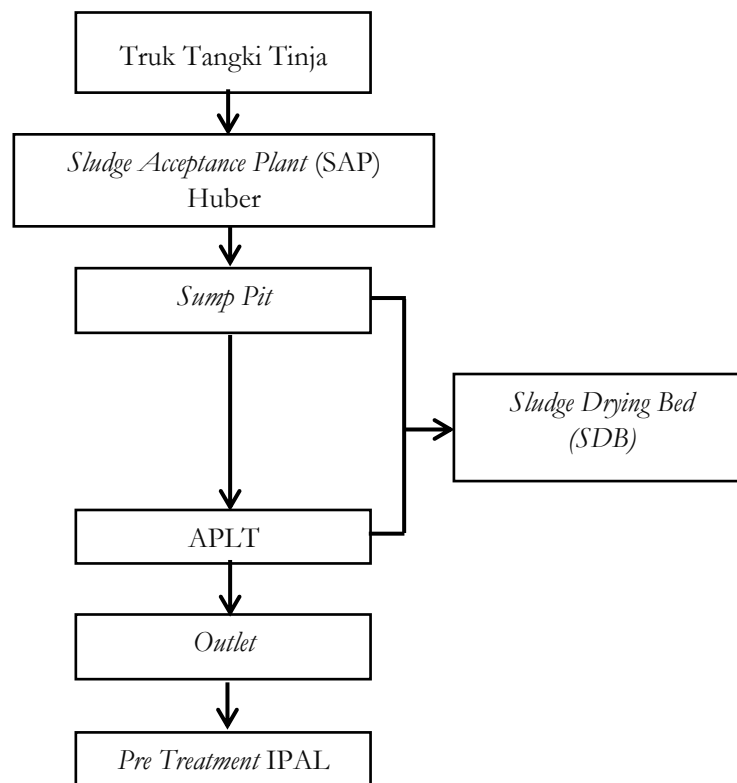 Truk Tangki Tinja
Sludge Acceptance Plant (SAP)
Huber
Sump Pit
Sludge Drying Bed
(SDB)
APLT
Outlet
Pre Treatment IPAL